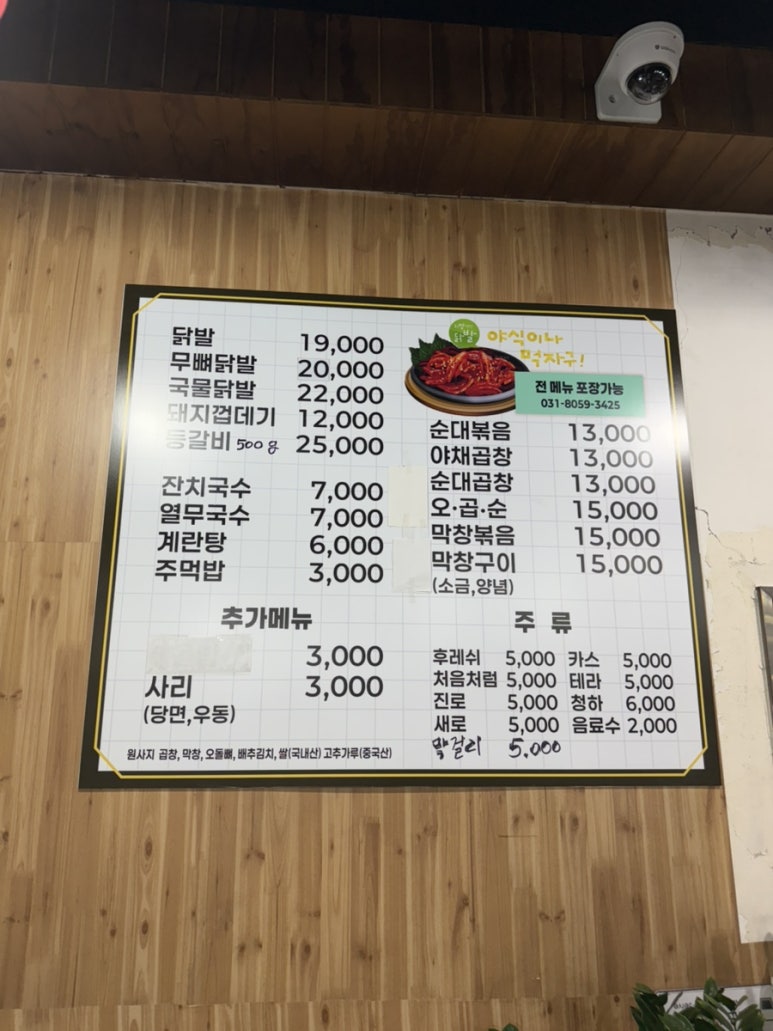 닭발 19,000
무뼈닭발 20,000
국물닭발 22,000
돼지껍데기 12,000
등갈비 500g 25,000
잔치국수 7,000
열무국수 7,000
계란탕 6,000
주먹밥 3,000
추가메뉴
3,000
사리 3,000
(당면,우동)
원사지 곱창, 막창, 오돌뼈, 배추김치, 쌀(국내산) 고추가루(중국산)
닭발
야식이나
먹자구!
전 메뉴 포장가능
031-8059-3425
순대볶음 13,000
야채곱창 13,000
순대곱창 13,000
오·곱·순 15,000
막창볶음 15,000
막창구이 15,000
(소금,양념)
주 류
후레쉬 5,000 카스 5,000
처음처럼 5,000 테라 5,000
진로 5,000 청하 6,000
새로 5,000 음료수 2,000
막걸리 5.000